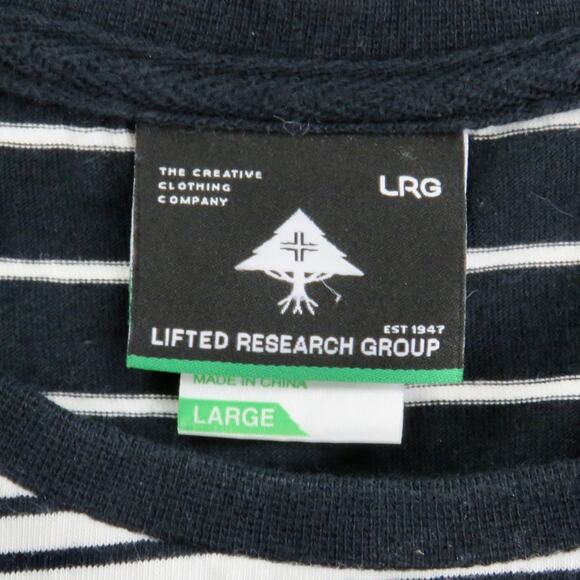 THE CREATIVE
CLOTHING
COMPANY
LRG
EST 1947
LIFTED RESEARCH GROUP
MADE IN CHINA
LARGE